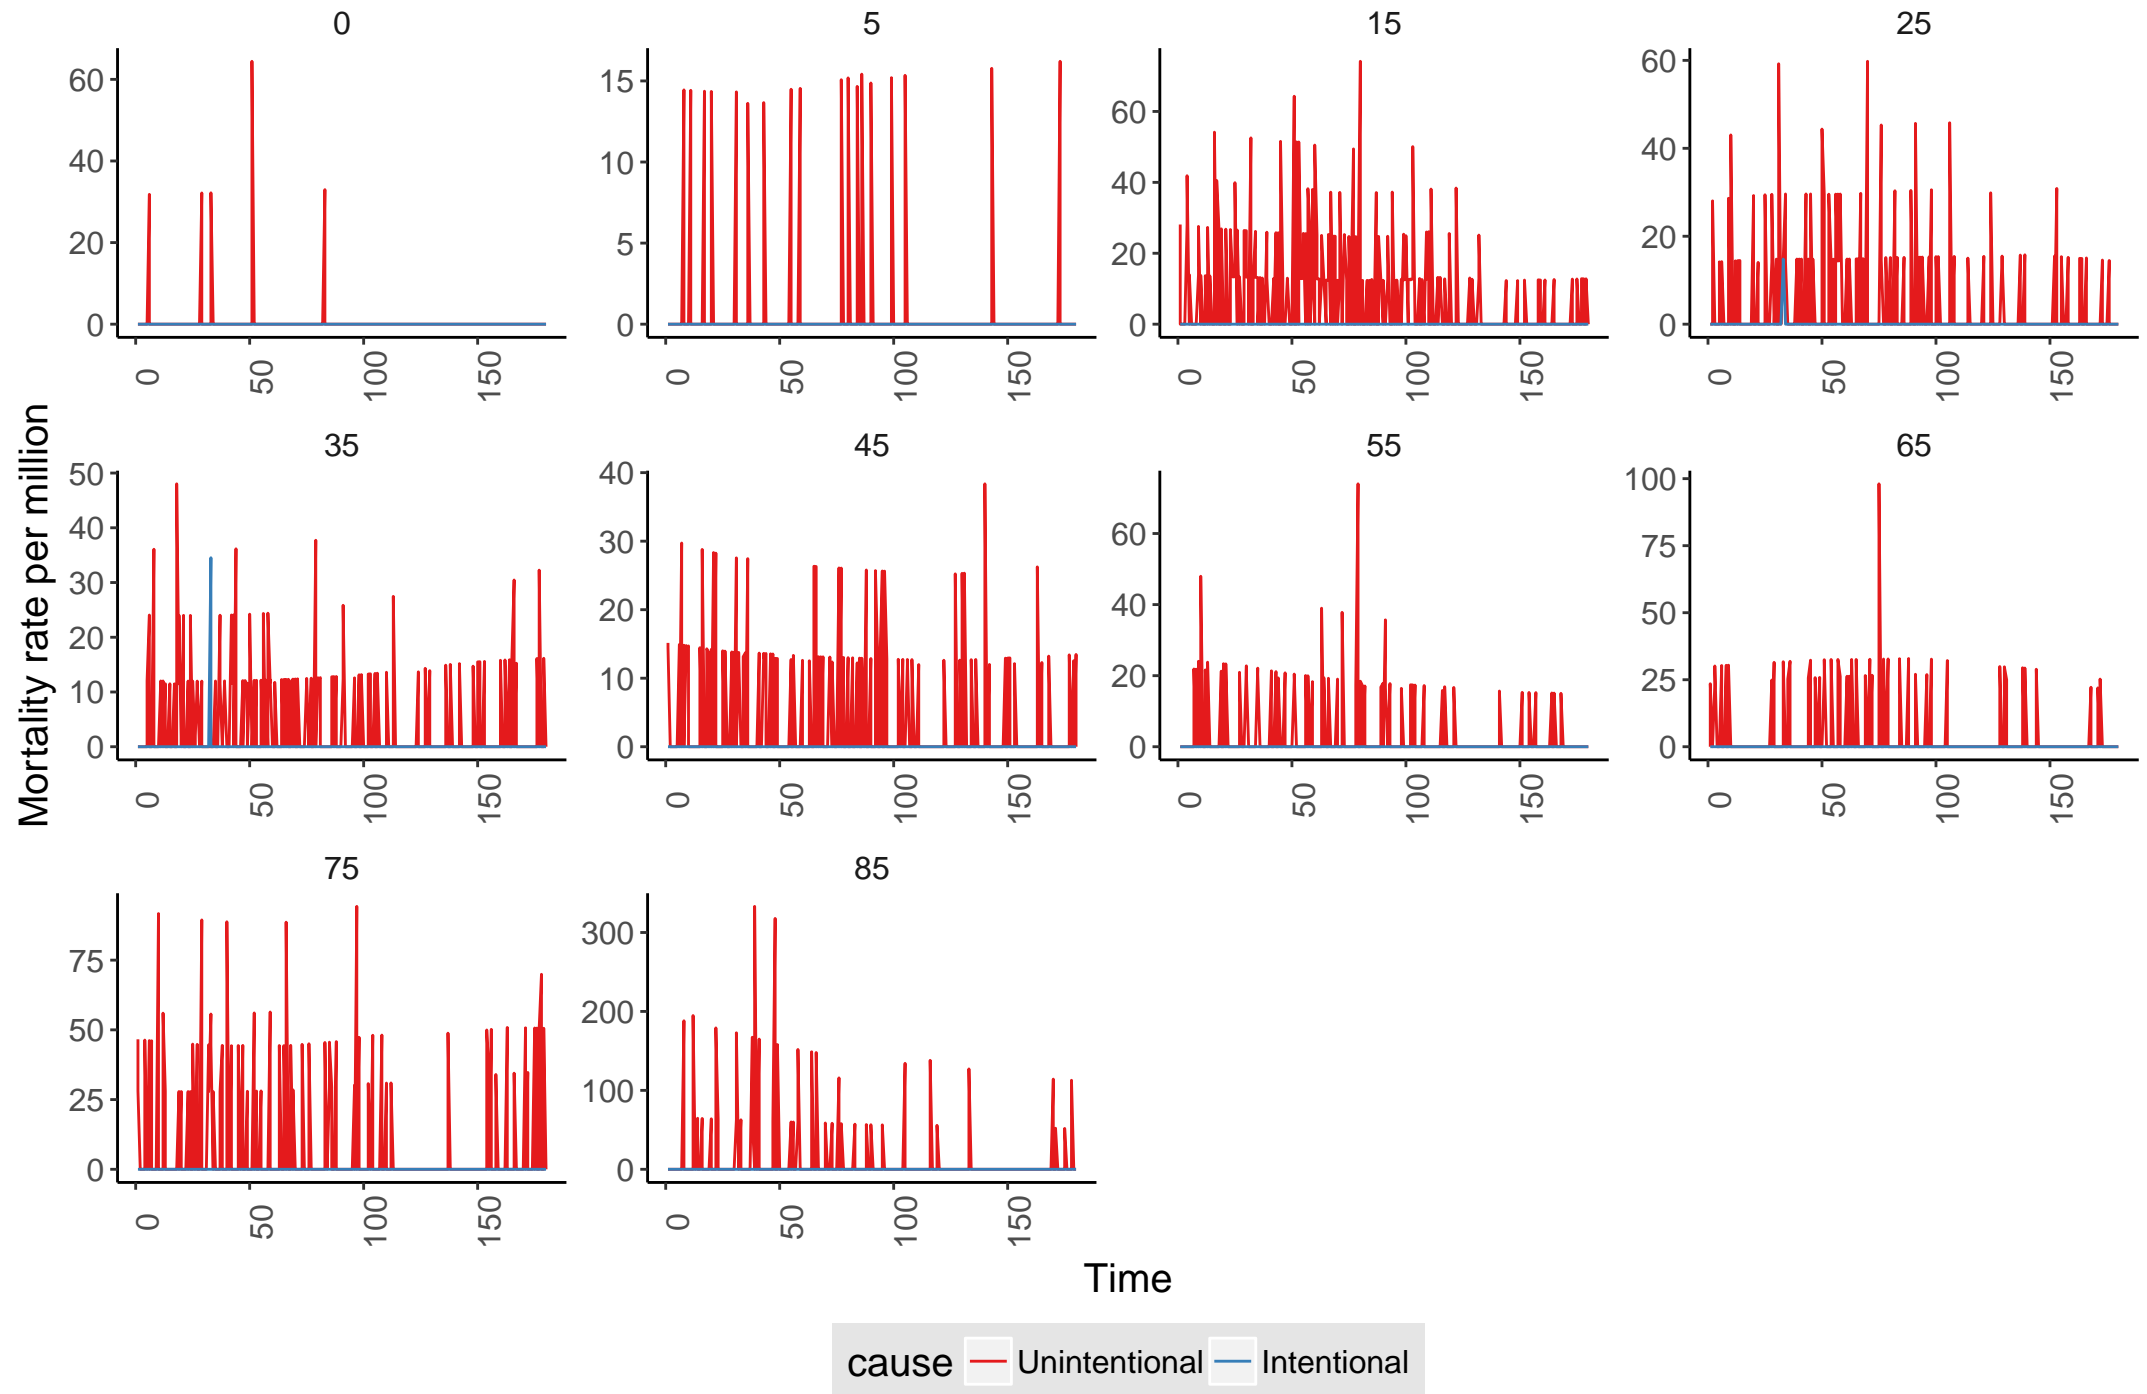 0 5 15 25
60 15 60 60
40 10 40 40
20 5 20 20
0 0 0 0
0 50 100 150 0 50 100 150 0 50 100 150 0 50 100 150
Mortality rate per million
35 45 55 65
50 40 60 100
40 30 40 75
30 20 20 50
20 10 0 25
10 0 0
0
0 50 100 150 0 50 100 150 0 50 100 150 0 50 100 150
75 85
75 300
50 200
25 100
0 0
0 50 100 150 0 50 100 150
Time
cause Unintentional Intentional